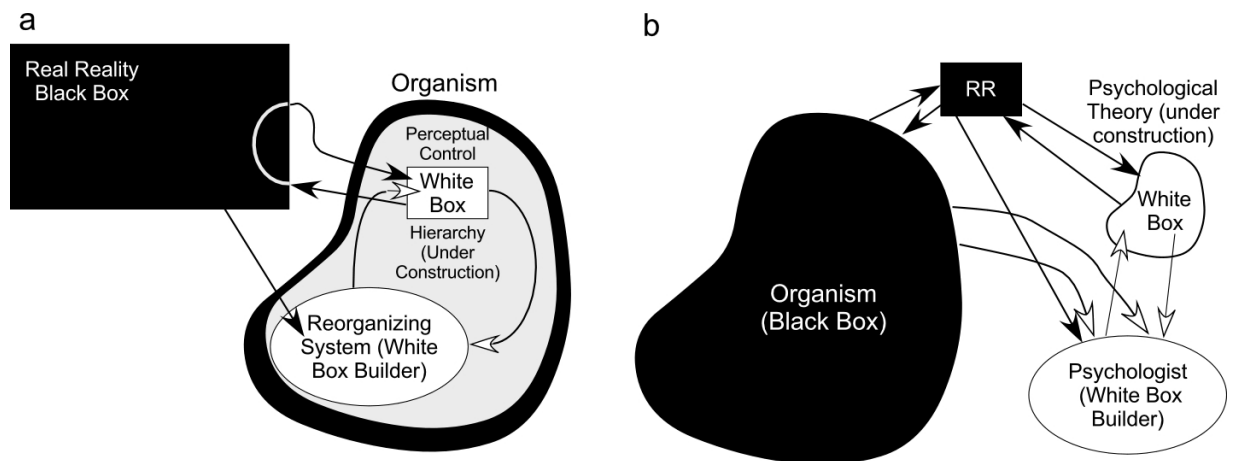 a
Real Reality
Black Box
Organism
Perceptual
Control
White
Box
Hierarchy
(Under
Construction)
Reorganizing
System (White
Box Builder)
b
RR
Psychological
Theory (under
construction)
White
Box
Organism
(Black Box)
Psychologist
(White Box
Builder)